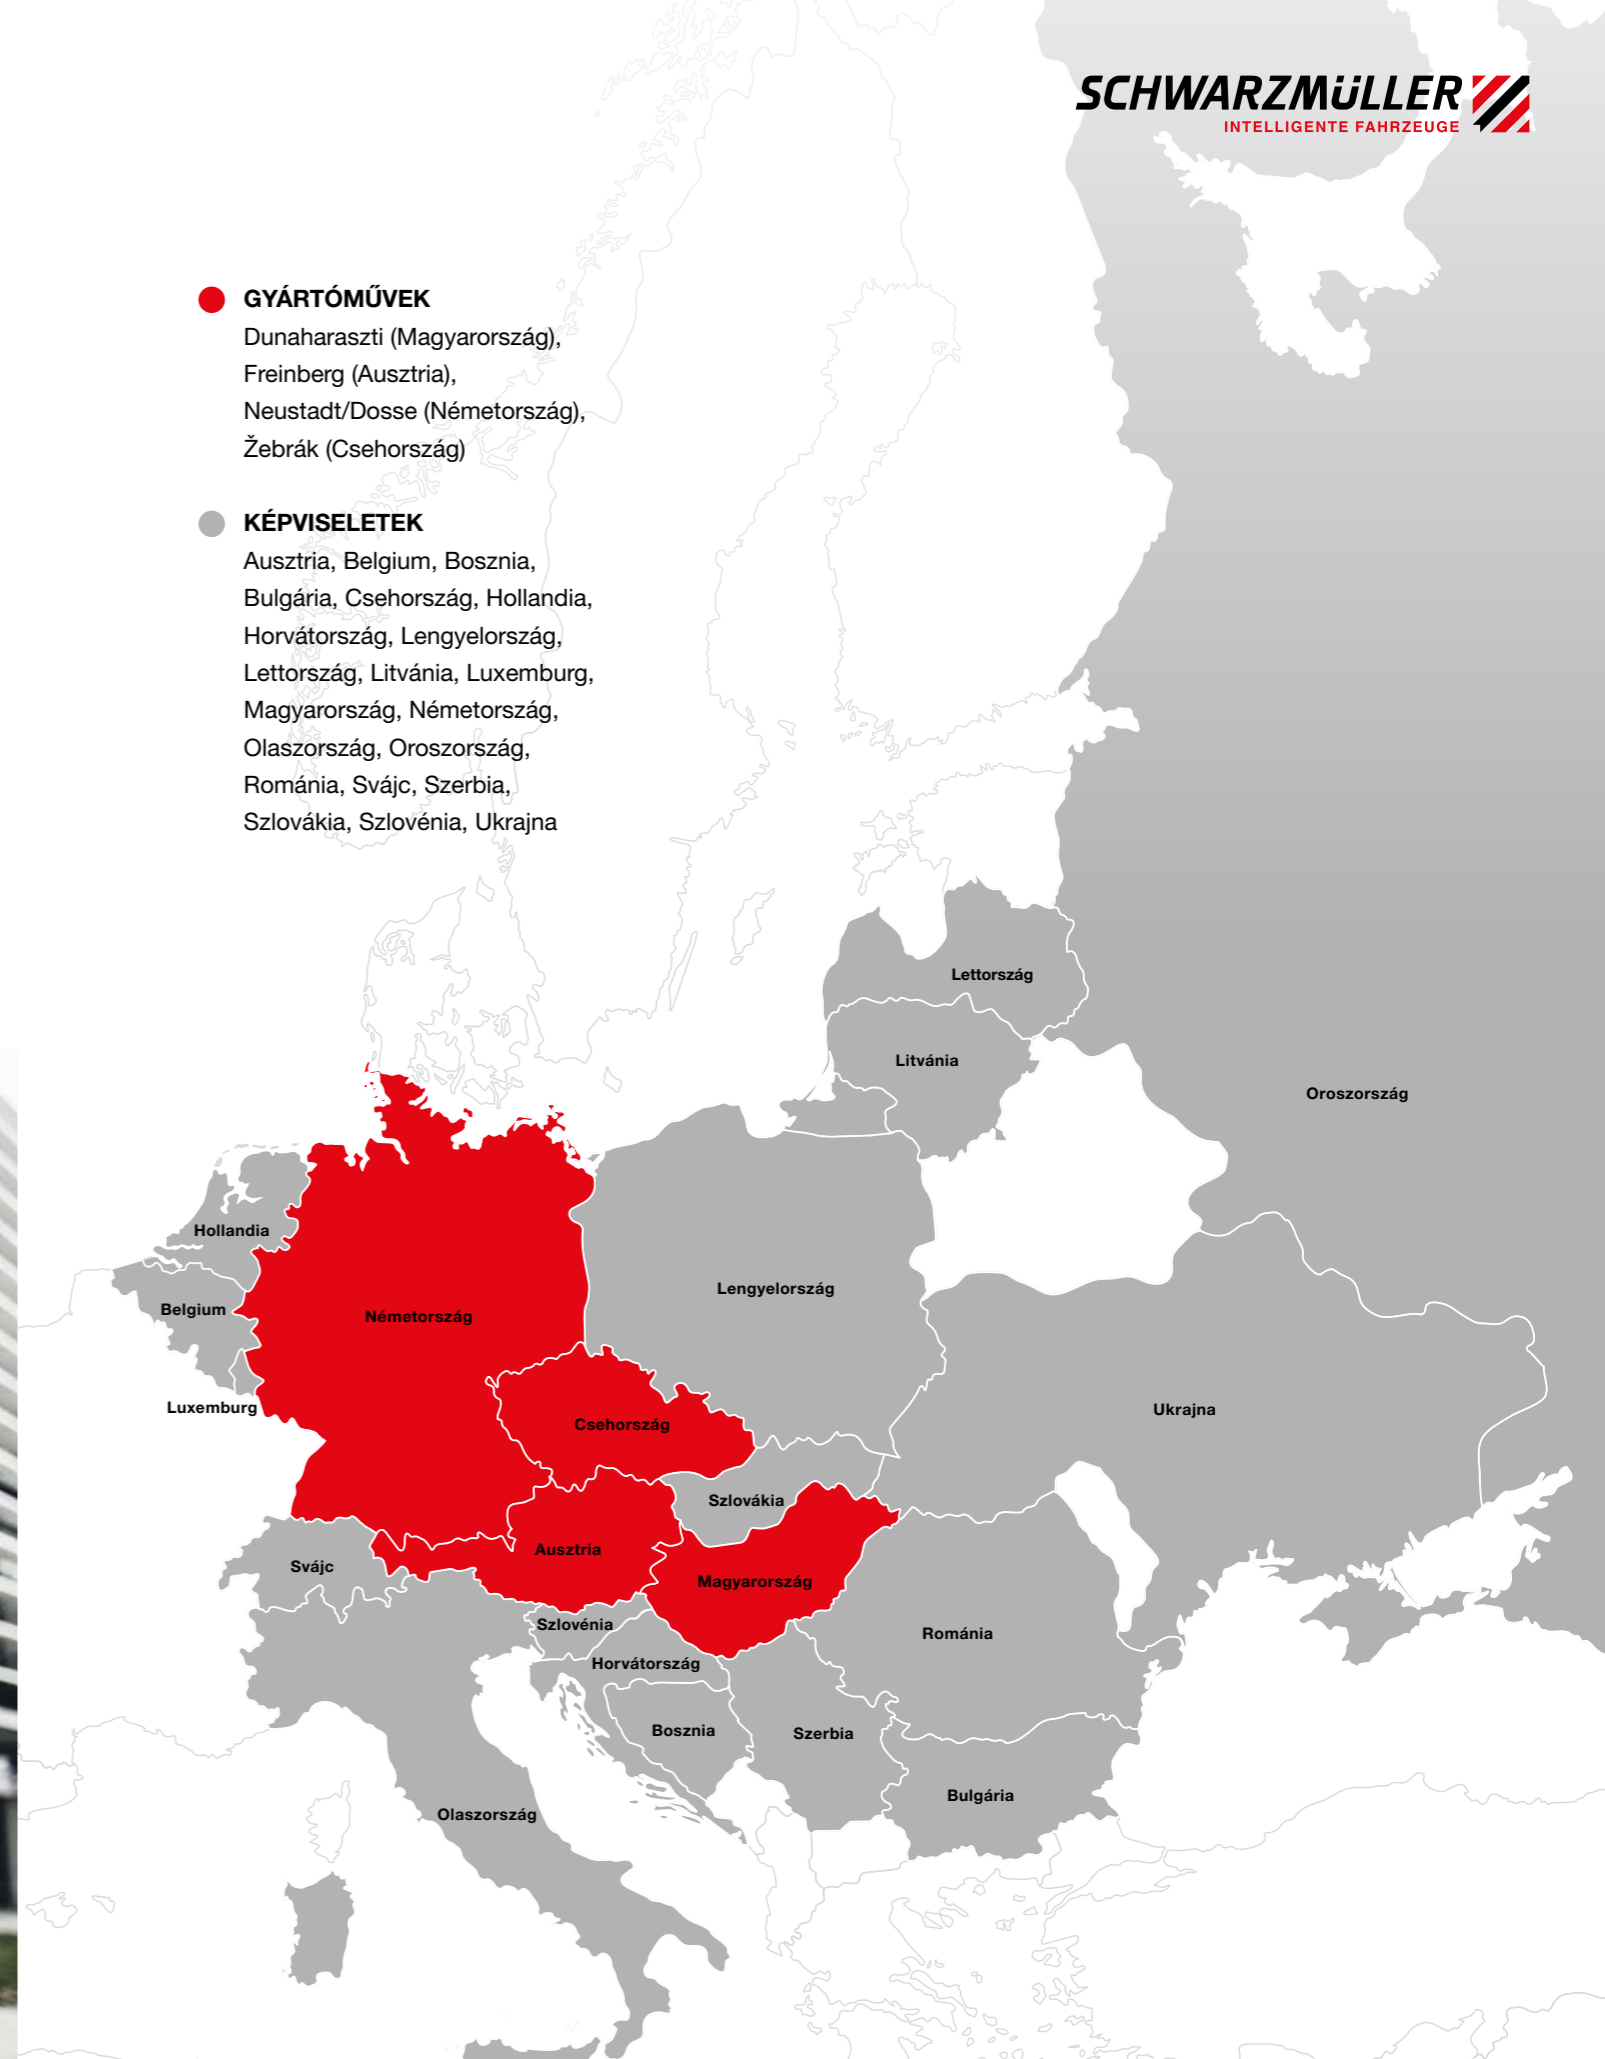 SCHWARZMÜLLER
INTELLIGENTE FAHRZEUGE
GYÁRTÓMŰVEK
Dunaharaszti (Magyarország),
Freinberg (Ausztria),
Neustadt/Dosse (Németország),
Žebrák (Csehország)
KÉPVISELETEK
Ausztria, Belgium, Bosznia,
Bulgária, Csehország, Hollandia,
Horvátország, Lengyelország,
Lettország, Litvánia, Luxemburg,
Magyarország, Németország,
Olaszország, Oroszország,
Románia, Svájc, Szerbia,
Szlovákia, Szlovénia, Ukrajna
Lettország
Litvánia
Oroszország
Hollandia
Lengyelország
Belgium
Németország
Luxemburg
Ukrajna
Csehország
Szlovákia
Ausztria
Svájc
Magyarország
Szlovénia
Románia
Horvátország
Bosznia
Szerbia
Bulgária
Olaszország